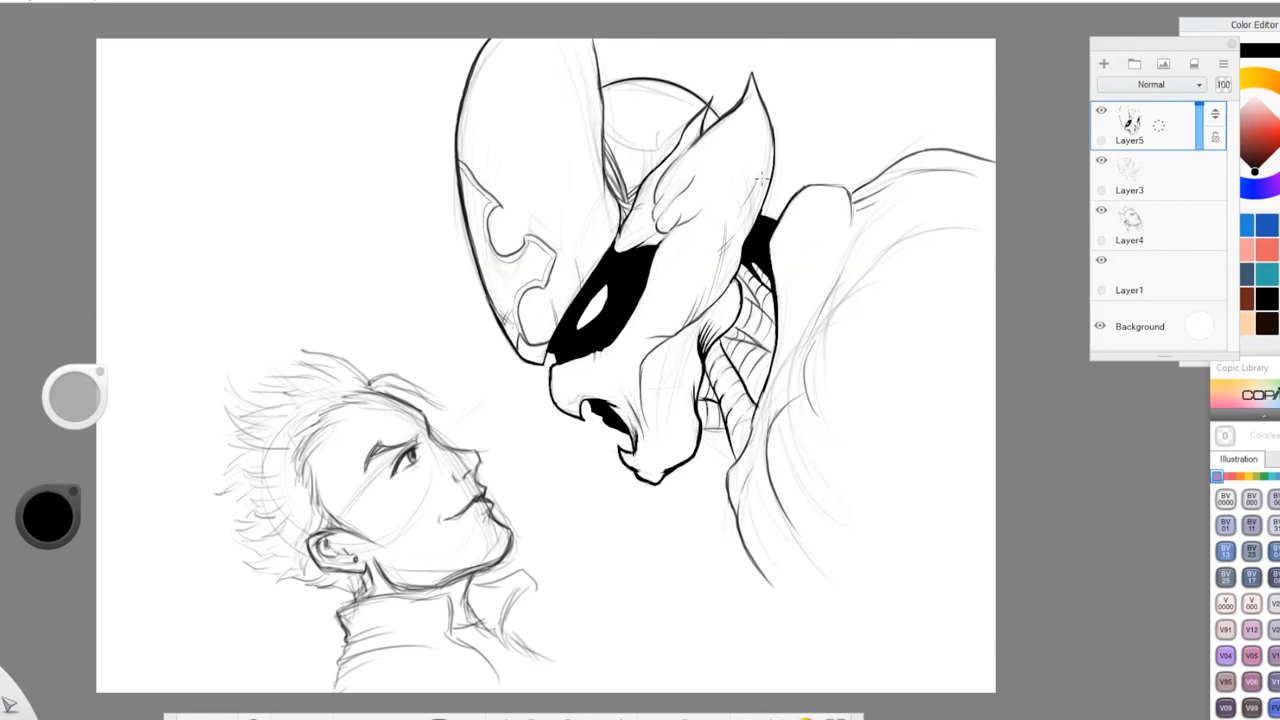 Color Editor
Normal
100
Layer5
Layer3
Layer4
Layer1
Background
Copic Library
0
Illustration
BV 0000
BV 000
BV 01
BV 11
BV 13
BV 23
BV 25
BV 17
V 0000
V 000
V91
V12
V04
V05
V95
V06
V09
V99